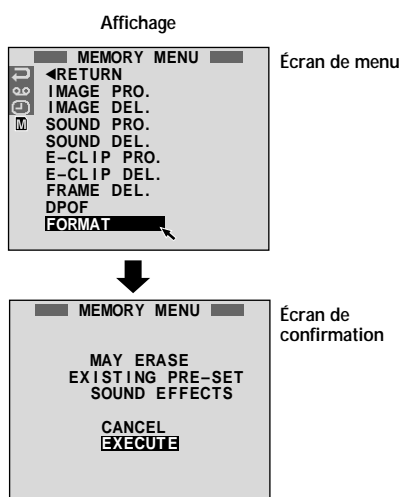 Affichage
MEMORY MENU
Écran de menu
◄RETURN
IMAGE PRO.
IMAGE DEL.
M SOUND PRO.
SOUND DEL.
E–CLIP PRO.
E–CLIP DEL.
FRAME DEL.
DPOF
FORMAT
MEMORY MENU
Écran de
confirmation
MAY ERASE
EXISTING PRE–SET
SOUND EFFECTS
CANCEL
EXECUTE